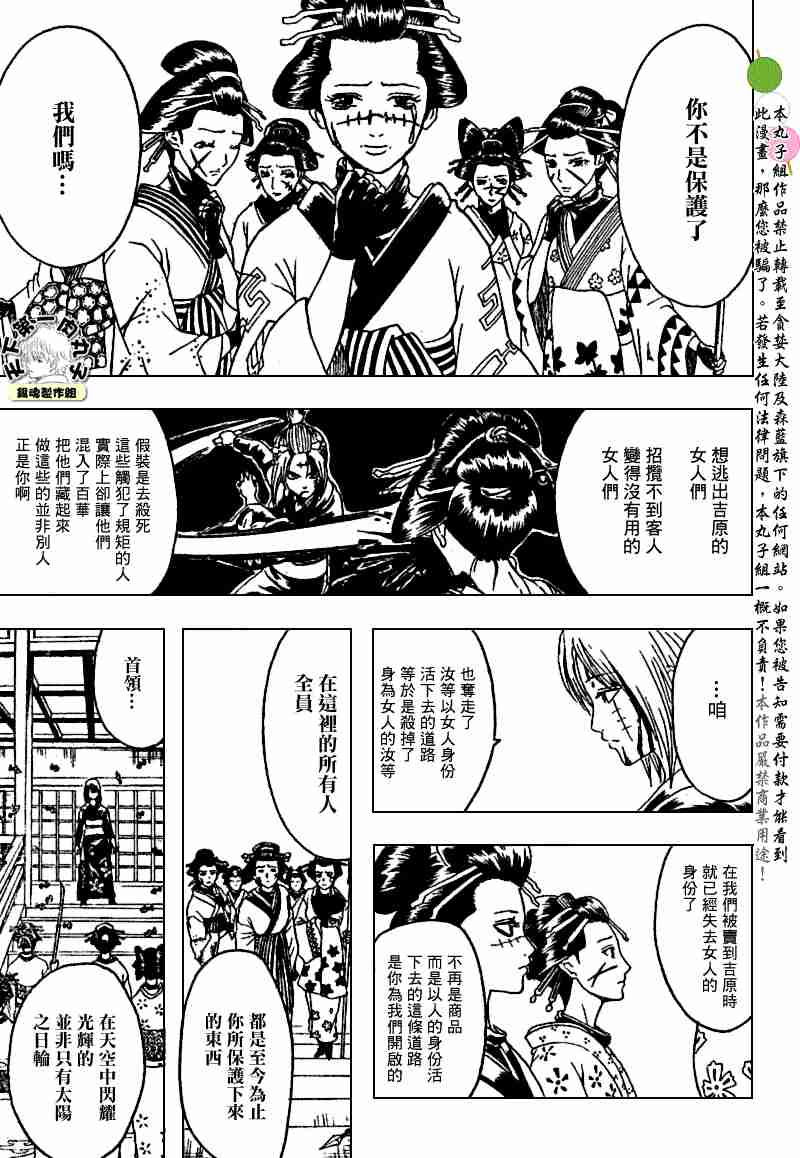 你不是保護了
我們嗎…
想逃出吉原的
女人們
招攬不到客人
變得沒有用的
女人們
假裝是去殺死
這些觸犯了規矩的人
實際上卻讓他們
混入了百華
把他們藏起來
做這些的並非別人
正是你啊
…咱
也奪走了
汝等以女人身份
活下去的道路
等於是殺掉了
身為女人的汝等
在我們被賣到吉原時
就已經失去女人的
身份了
不再是商品
而是以人的身份活
下去的這條道路
是你為我們開啟的
在這裡的所有人
全員
都是至今為止
你所保護下來
的東西
首領…
在天空中閃耀
光輝的
並非只有太陽
之日輪
天下第一丸子
銀魂製作組
本丸子組作品禁止轉載至貪婪大陸及森藍旗下的任何網站。如果您被告知需要付款才能看到
此漫畫，那麼您被騙了。若發生任何法律問題，本丸子組一概不負責！本作品嚴禁商業用途！